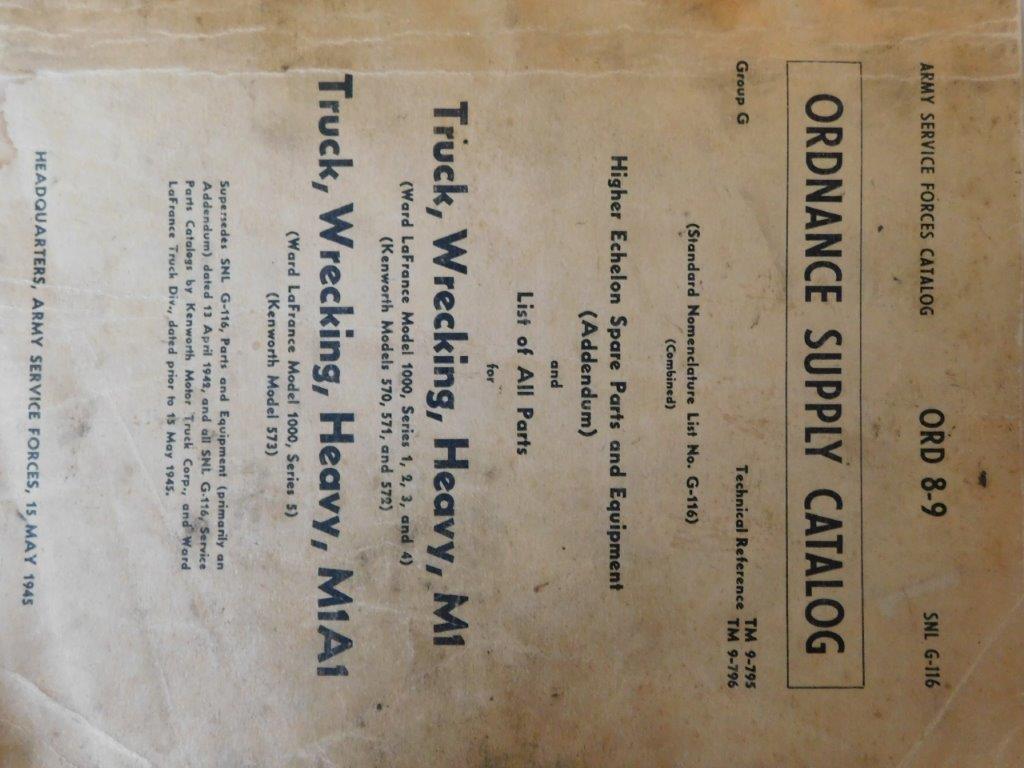 ARMY SERVICE FORCES CATALOG ORD 8-9 SNL G-116
ORDNANCE SUPPLY CATALOG
Group G Technical Reference TM 9-795
TM 9-796
(Standard Nomenclature List No. G-116)
(Combined)
Higher Echelon Spare Parts and Equipment
(Addendum)
and
List of All Parts
for
Truck, Wrecking, Heavy, M1
(Ward LaFrance Model 1000, Series 1, 2, 3, and 4)
(Kenworth Models 570, 571, and 572)
Truck, Wrecking, Heavy, M1A1
(Ward LaFrance Model 1000, Series 5)
(Kenworth Model 573)
Supersedes SNL G-116, Parts and Equipment (primarily an
Addendum) dated 13 April 1942, and all SNL G-116, Service
Parts Catalogs by Kenworth Motor Truck Corp., and Ward
LaFrance Truck Div., dated prior to 15 May 1945.
HEADQUARTERS, ARMY SERVICE FORCES, 15 MAY 1945